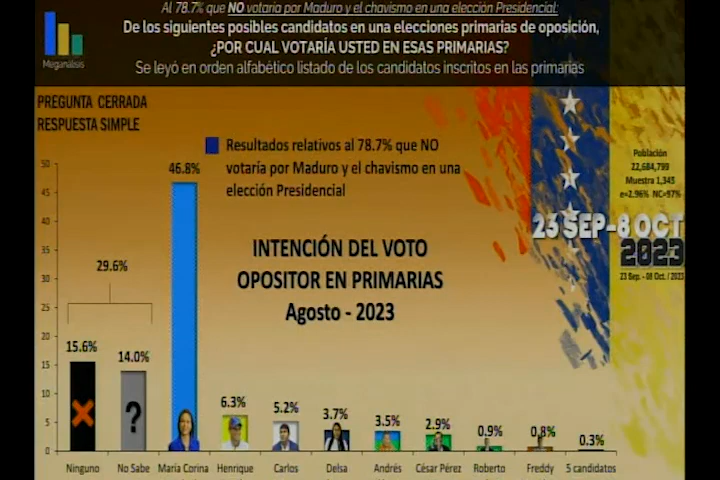 Al 78.7% que NO votaría por Maduro y el chavismo en una elección Presidencial:
De los siguientes posibles candidatos en una elecciones primarias de oposición,
¿POR CUAL VOTARÍA USTED EN ESAS PRIMARIAS?
Se leyó en orden alfabético listado de los candidatos inscritos en las primarias
Meganálisis
PREGUNTA CERRADA
RESPUESTA SIMPLE
Resultados relativos al 78.7% que NO
votaría por Maduro y el chavismo en una
elección Presidencial
Población
22,684,799
Muestra 1,343
e=2.96% NC=97%
23 SEP-8 OCT
2023
23 Sep. - 08 Oct. / 2023
INTENCIÓN DEL VOTO
OPOSITOR EN PRIMARIAS
Agosto - 2023
50
45
40
35
30
25
20
15
10
5
0
29.6%
15.6%
14.0%
46.8%
6.3%
5.2%
3.7%
3.5%
2.9%
0.9%
0.8%
0.3%
?
Ninguno
No Sabe
María Corina
Henrique
Carlos
Delsa
Andrés
César Pérez
Roberto
Freddy
5 candidatos